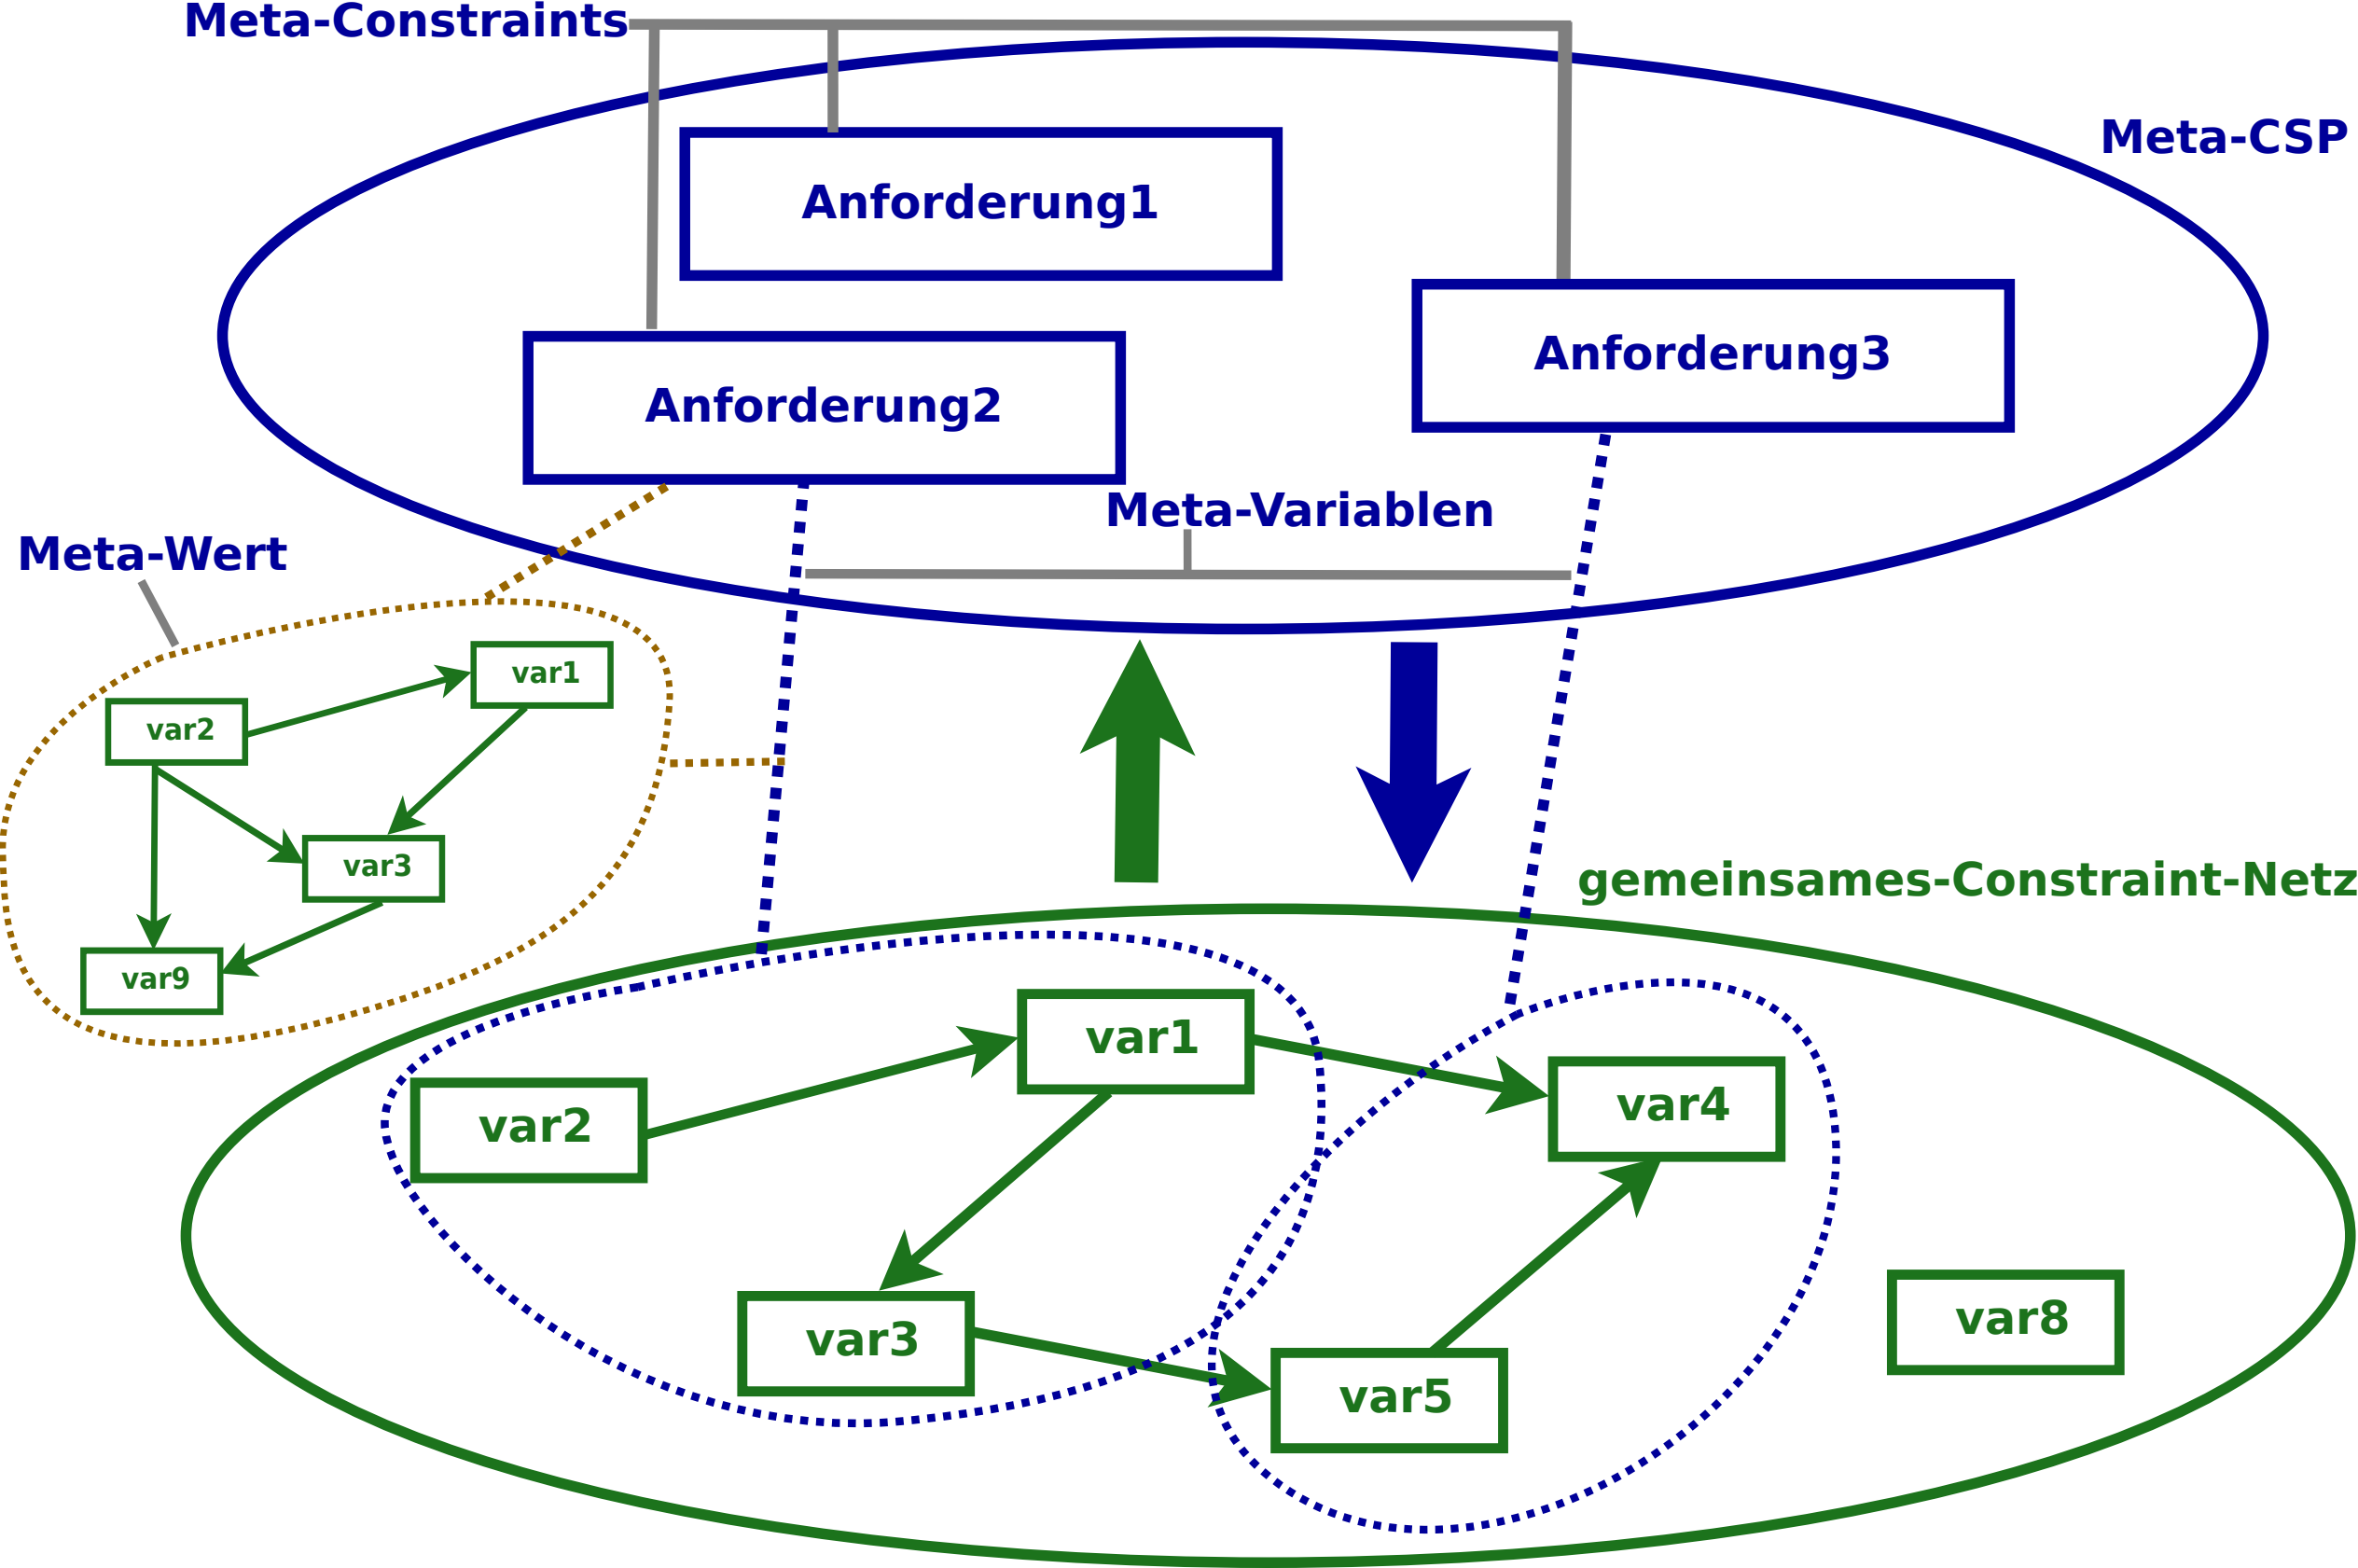 Meta-Constraints
Meta-CSP
Anforderung1
Anforderung3
Anforderung2
Meta-Variablen
Meta-Wert
var1
var2
var3
var9
gemeinsames-Constraint-Netz
var1
var4
var2
var8
var3
var5